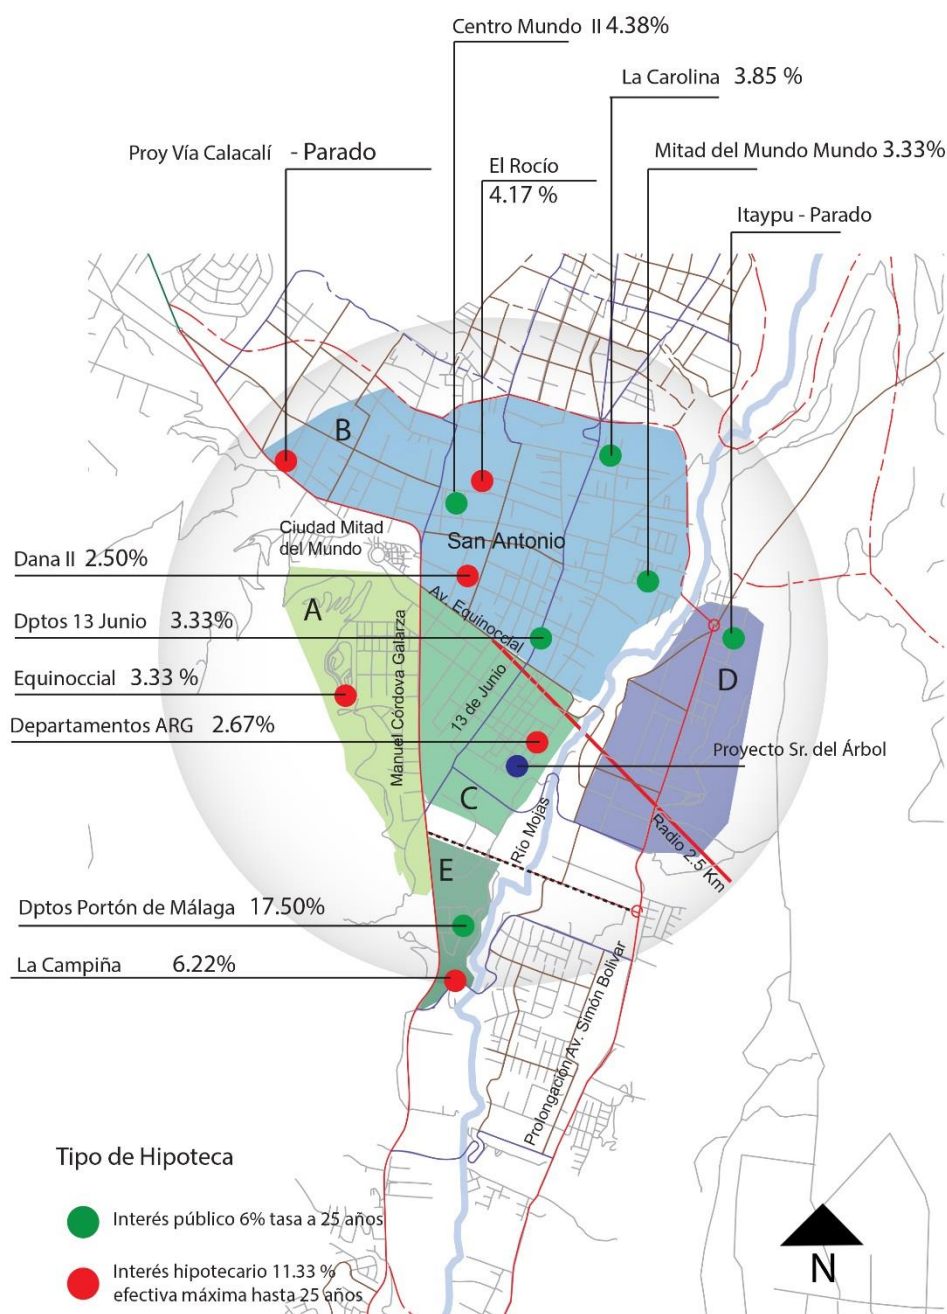 Centro Mundo II 4.38%
La Carolina 3.85 %
Proy Vía Calacalí - Parado
El Rocío
4.17 %
Mitad del Mundo Mundo 3.33%
Itaypu - Parado
B
Ciudad Mitad
del Mundo
San Antonio
Dana II 2.50%
Av. Equinoccial
A
Dptos 13 Junio 3.33%
Manuel Córdova Galarza
13 de Junio
D
Equinoccial 3.33 %
Departamentos ARG 2.67%
Proyecto Sr. del Árbol
C
Río Mojas
Radio 2.5 Km
E
Dptos Portón de Málaga 17.50%
La Campiña 6.22%
Prolongación Av. Simón Bolivar
Tipo de Hipoteca
Interés público 6% tasa a 25 años
Interés hipotecario 11.33 %
efectiva máxima hasta 25 años
N